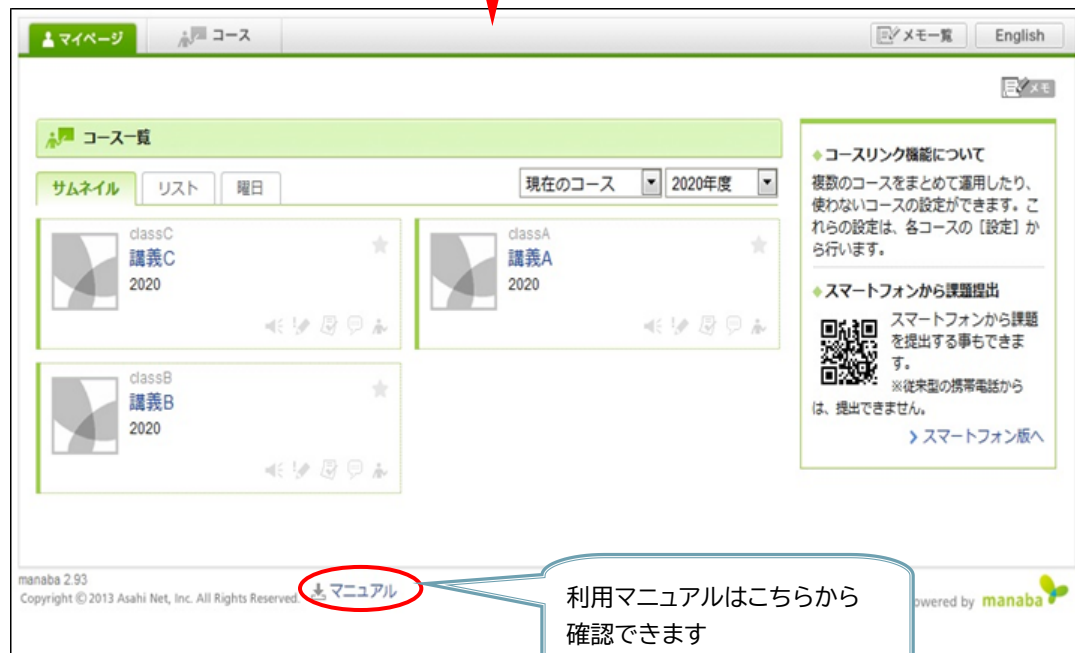 マイページ
コース
メモ一覧
English
メモ
コース一覧
サムネイル
リスト
曜日
現在のコース
2020年度
classC
講義C
2020
classA
講義A
2020
classB
講義B
2020
◆コースリンク機能について
複数のコースをまとめて運用したり、
使わないコースの設定ができます。こ
れらの設定は、各コースの［設定］か
ら行います。
◆スマートフォンから課題提出
スマートフォンから課題
を提出する事もできま
す。
※従来型の携帯電話から
は、提出できません。
スマートフォン版へ
manaba 2.93
Copyright © 2013 Asahi Net, Inc. All Rights Reserved.
マニュアル
利用マニュアルはこちらから
確認できます
owered by manaba